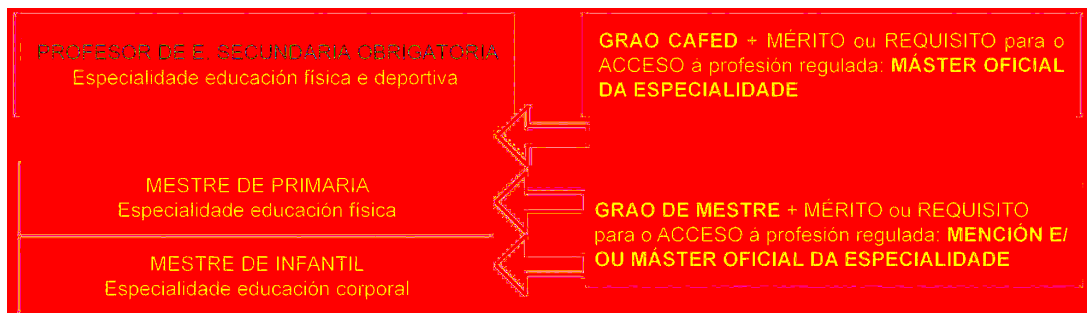 PROFESOR DE E. SECUNDARIA OBRIGATORIA
Especialidade educación física e deportiva
GRAO CAFED + MÉRITO ou REQUISITO para o
ACCESO á profesión regulada: MÁSTER OFICIAL
DA ESPECIALIDADE
MESTRE DE PRIMARIA
Especialidade educación física
MESTRE DE INFANTIL
Especialidade educación corporal
GRAO DE MESTRE + MÉRITO ou REQUISITO
para o ACCESO á profesión regulada: MENCIÓN E/
OU MÁSTER OFICIAL DA ESPECIALIDADE